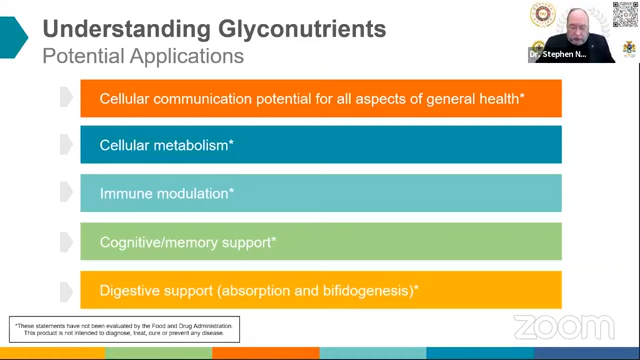 Understanding Glyconutrients
Potential Applications
Dr. Stephen N...
Cellular communication potential for all aspects of general health*
Cellular metabolism*
Immune modulation*
Cognitive/memory support*
Digestive support (absorption and bifidogenesis)*
*These statements have not been evaluated by the Food and Drug Administration.
This product is not intended to diagnose, treat, cure or prevent any disease.
zoom